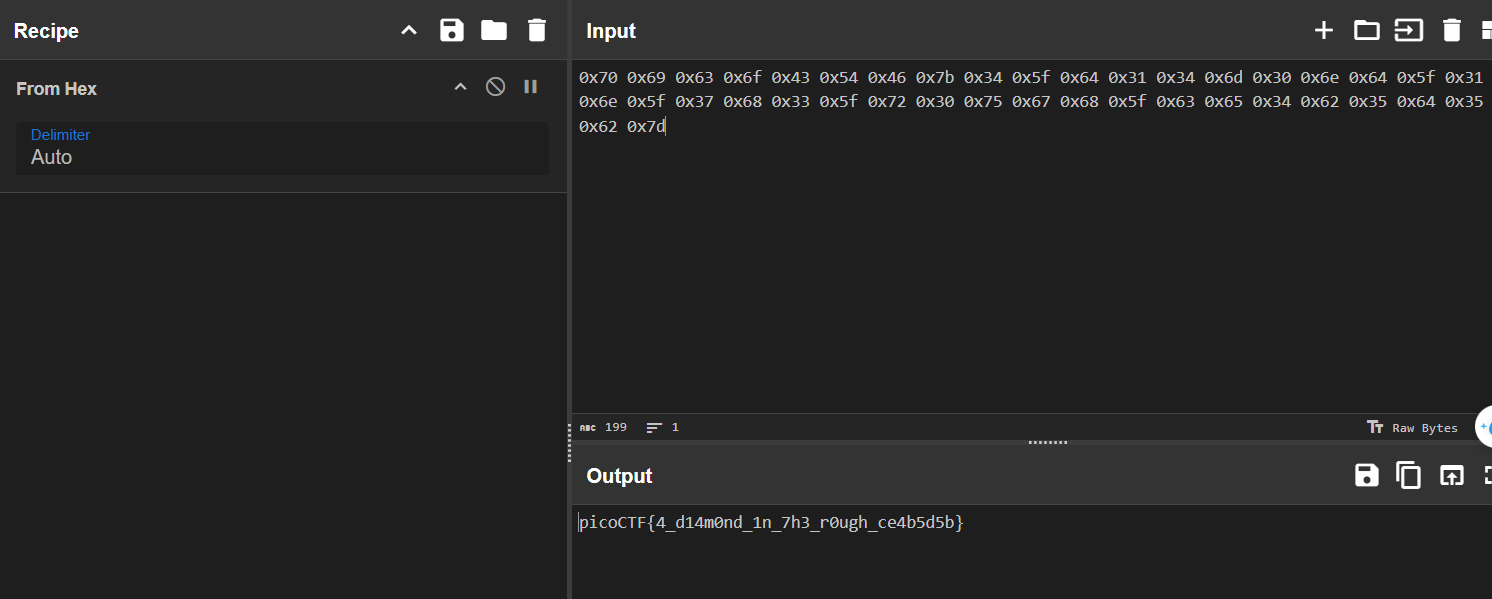 Recipe
Input
From Hex
Delimiter
Auto
0x70 0x69 0x63 0x6f 0x43 0x54 0x46 0x7b 0x34 0x5f 0x64 0x31 0x34 0x6d 0x30 0x6e 0x64 0x5f 0x31
0x6e 0x5f 0x37 0x68 0x33 0x5f 0x72 0x30 0x75 0x67 0x68 0x5f 0x63 0x65 0x34 0x62 0x35 0x64 0x35
0x62 0x7d
ABC 199 1
Tт Raw Bytes
Output
picoCTF{4_d14m0nd_1n_7h3_r0ugh_ce4b5d5b}